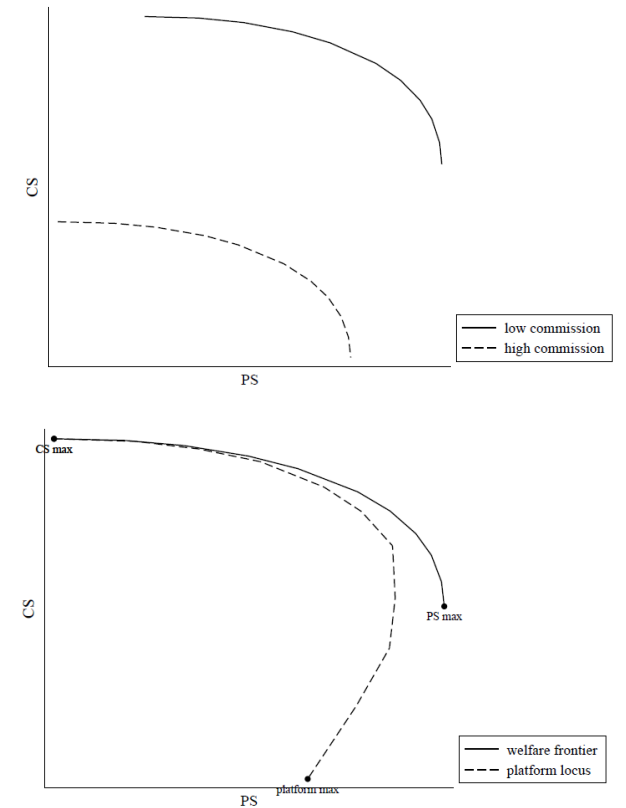 CS
low commission
high commission
PS
CS max
CS
PS max
welfare frontier
platform locus
platform max
PS